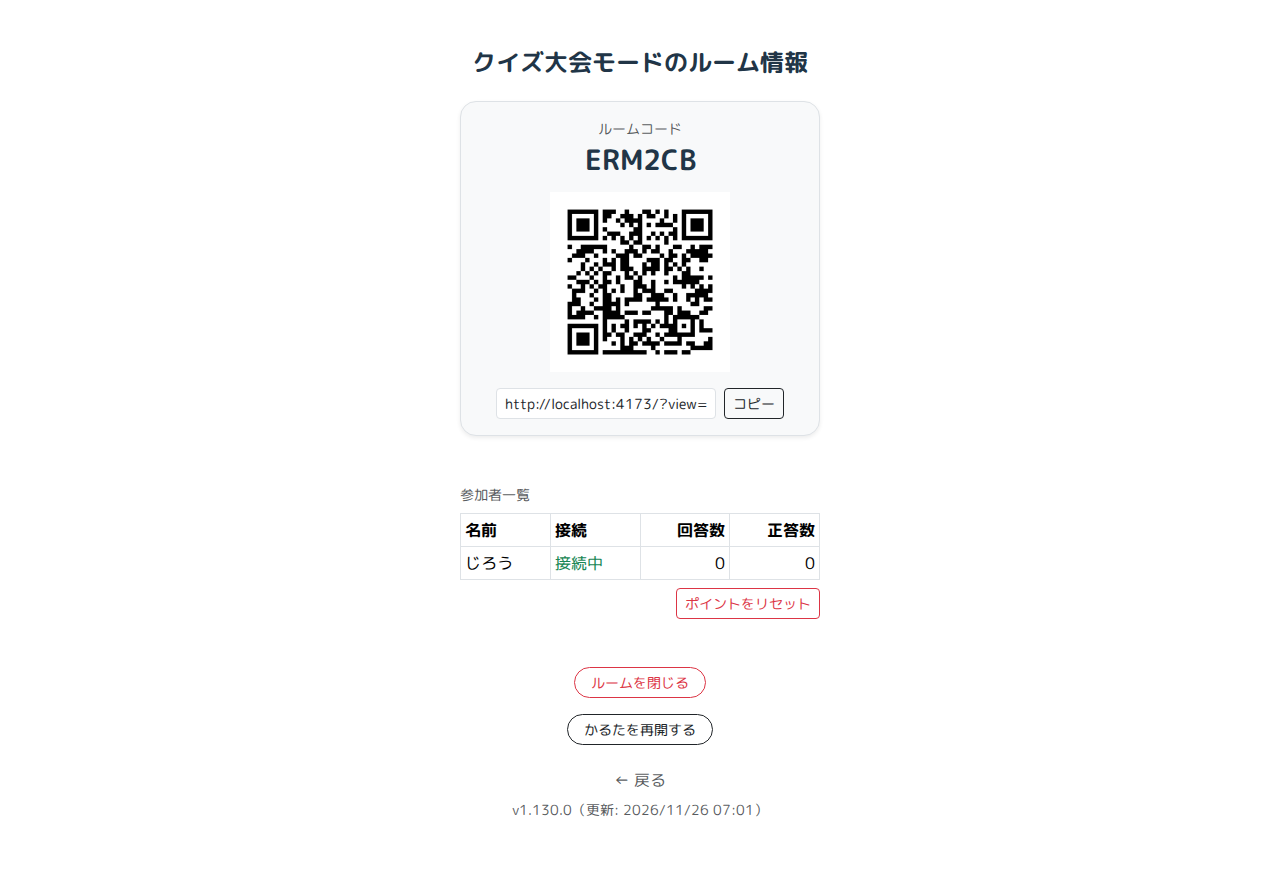 クイズ大会モードのルーム情報
ルームコード
ERM2CB
http://localhost:4173/?view= コピー
参加者一覧
名前 接続 回答数 正答数
じろう 接続中 0 0
ポイントをリセット
ルームを閉じる
かるたを再開する
← 戻る
v1.130.0（更新: 2026/11/26 07:01）